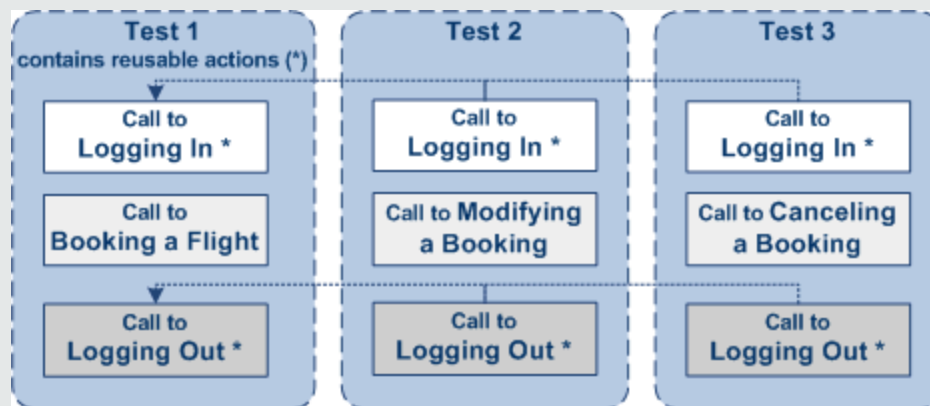 Test 1
contains reusable actions (*)
Call to
Logging In *
Call to
Booking a Flight
Call to
Logging Out *
Test 2
Call to
Logging In *
Call to Modifying
a Booking
Call to
Logging Out *
Test 3
Call to
Logging In *
Call to Canceling
a Booking
Call to
Logging Out *